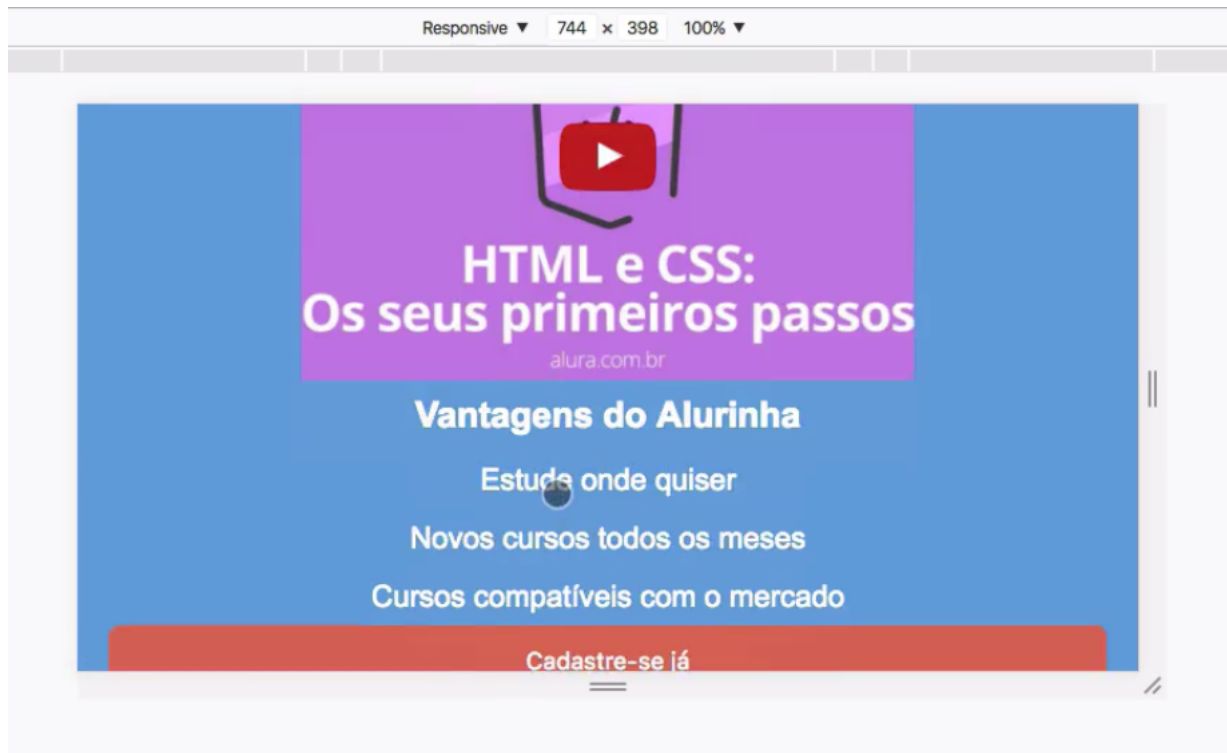 Responsive ▼ 744 × 398 100% ▼
HTML e CSS:
Os seus primeiros passos
alura.com.br
Vantagens do Alurinha
Estude onde quiser
Novos cursos todos os meses
Cursos compatíveis com o mercado
Cadastre-se já